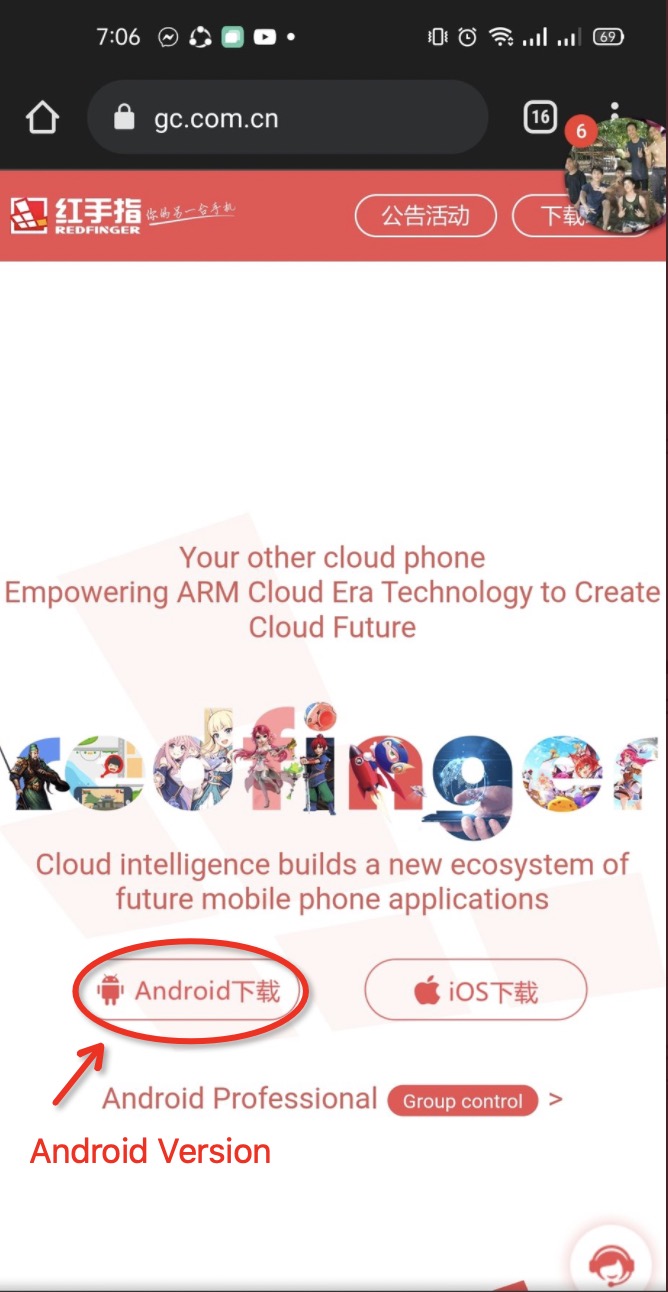 7:06
69
gc.com.cn
16
6
红手指
REDFINGER
你的另一台手机
公告活动
下载
Your other cloud phone
Empowering ARM Cloud Era Technology to Create
Cloud Future
redfinger
Cloud intelligence builds a new ecosystem of
future mobile phone applications
Android下载
iOS下载
Android Professional Group control >
Android Version